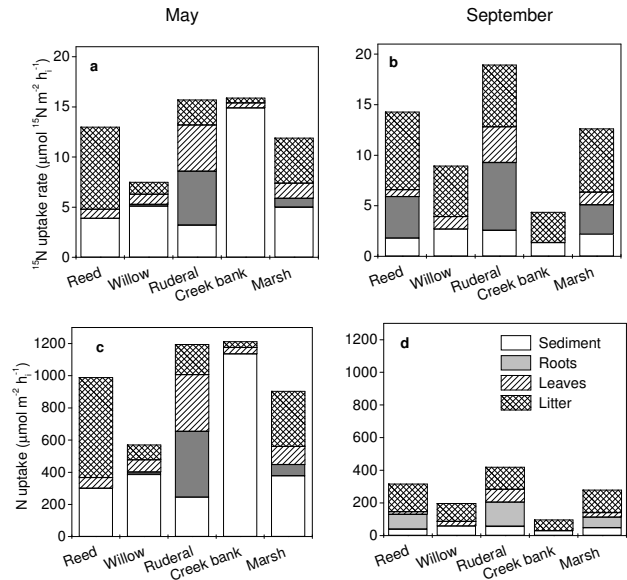 May
September
¹⁵N uptake rate (μmol ¹⁵N m⁻² hᵢ⁻¹)
20
15
10
5
0
a
Reed
Willow
Ruderal
Creek bank
Marsh
20
15
10
5
0
b
Reed
Willow
Ruderal
Creek bank
Marsh
N uptake (μmol m⁻² hᵢ⁻¹)
1200
1000
800
600
400
200
0
c
Reed
Willow
Ruderal
Creek bank
Marsh
1200
1000
800
600
400
200
0
d
Sediment
Roots
Leaves
Litter
Reed
Willow
Ruderal
Creek bank
Marsh